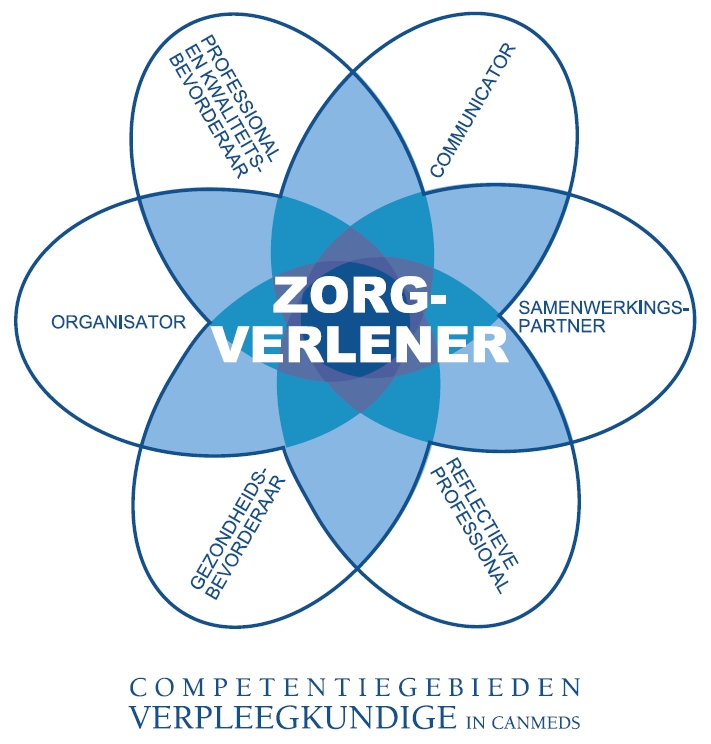 PROFESSIONAL
EN KWALITEITS-
BEVORDERAAR
COMMUNICATOR
ORGANISATOR
ZORG-
VERLENER
SAMENWERKINGS-
PARTNER
GEZONDHEIDS-
BEVORDERAAR
REFLECTIEVE
PROFESSIONAL
COMPETENTIEGEBIEDEN
VERPLEEGKUNDIGE IN CANMEDS